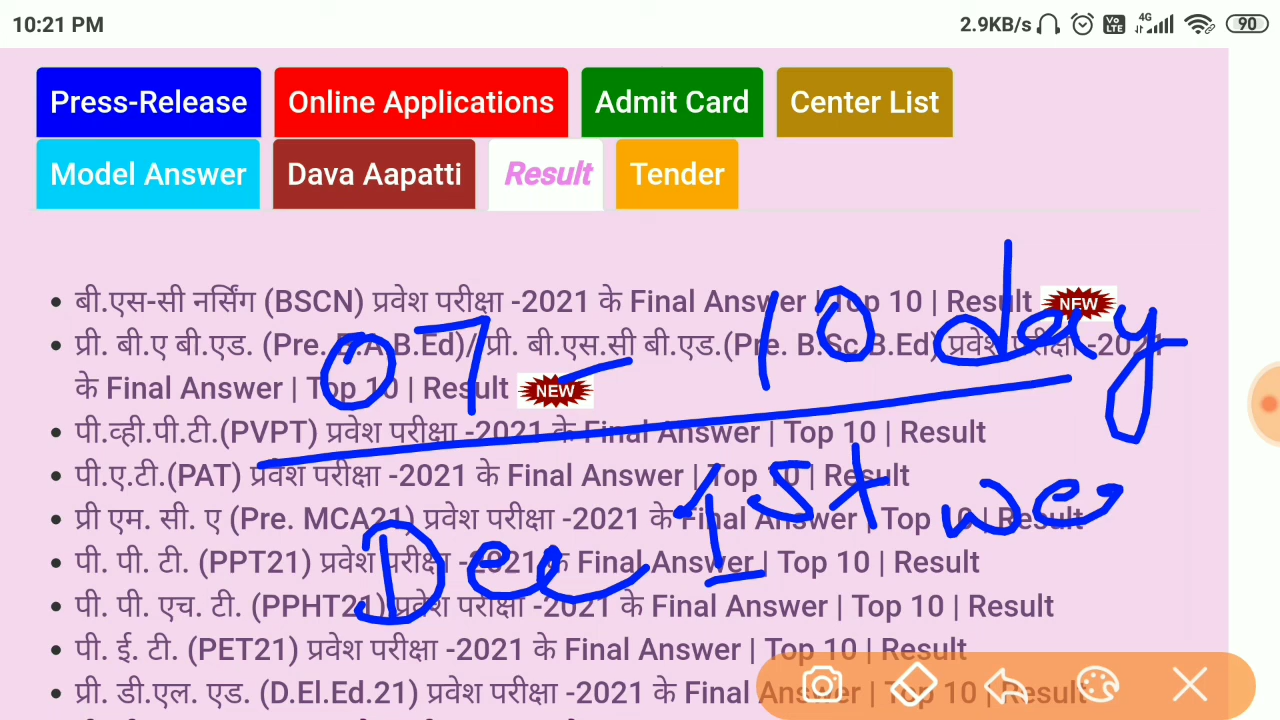 10:21 PM 2.9KB/s Vo LTE 4G 90
Press-Release Online Applications Admit Card Center List
Model Answer Dava Aapatti Result Tender
बी.एस-सी नर्सिंग (BSCN) प्रवेश परीक्षा -2021 के Final Answer | Top 10 | Result NEW
प्री. बी.ए बी.एड. (Pre. B.A.B.Ed)/ प्री. बी.एस.सी बी.एड.(Pre. B.Sc.B.Ed) प्रवेश परीक्षा -2021
के Final Answer | Top 10 | Result NEW
07 - 10 day
पी.व्ही.पी.टी.(PVPT) प्रवेश परीक्षा -2021 के Final Answer | Top 10 | Result
पी.ए.टी.(PAT) प्रवेश परीक्षा -2021 के Final Answer | Top 10 | Result
प्री एम. सी. ए (Pre. MCA21) प्रवेश परीक्षा -2021 के Final Answer | Top 10 | Result
Dec 1st wee
पी. पी. टी. (PPT21) प्रवेश परीक्षा -2021 के Final Answer | Top 10 | Result
पी. पी. एच. टी. (PPHT21) प्रवेश परीक्षा -2021 के Final Answer | Top 10 | Result
पी. ई. टी. (PET21) प्रवेश परीक्षा -2021 के Final Answer | Top 10 | Result
प्री. डी.एल. एड. (D.El.Ed.21) प्रवेश परीक्षा -2021 के Final Answer | Top 10 | Result